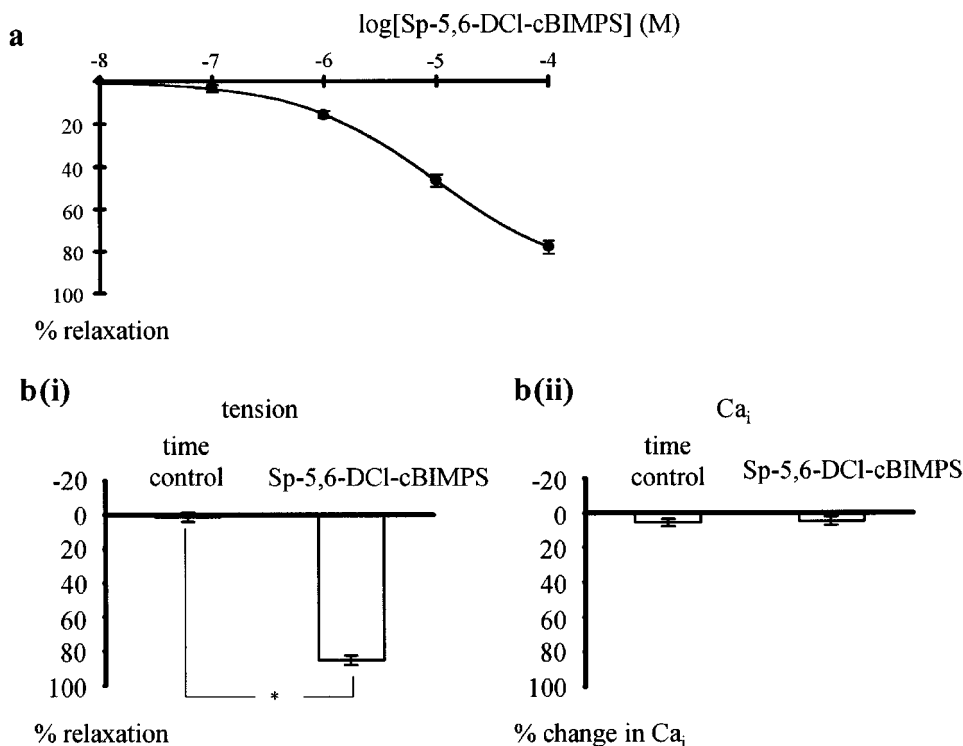 a
log[Sp-5,6-DCl-cBIMPS] (M)
-8 -7 -6 -5 -4
20
40
60
80
100
% relaxation
b(i)
tension
time control
Sp-5,6-DCl-cBIMPS
-20
0
20
40
60
80
100
*
% relaxation
b(ii)
Cai
time control
Sp-5,6-DCl-cBIMPS
-20
0
20
40
60
80
100
% change in Cai